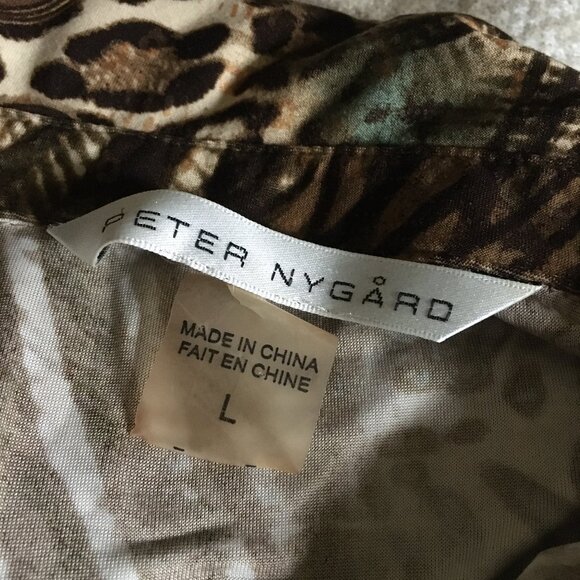 PETER NYGÅRD
MADE IN CHINA
FAIT EN CHINE
L